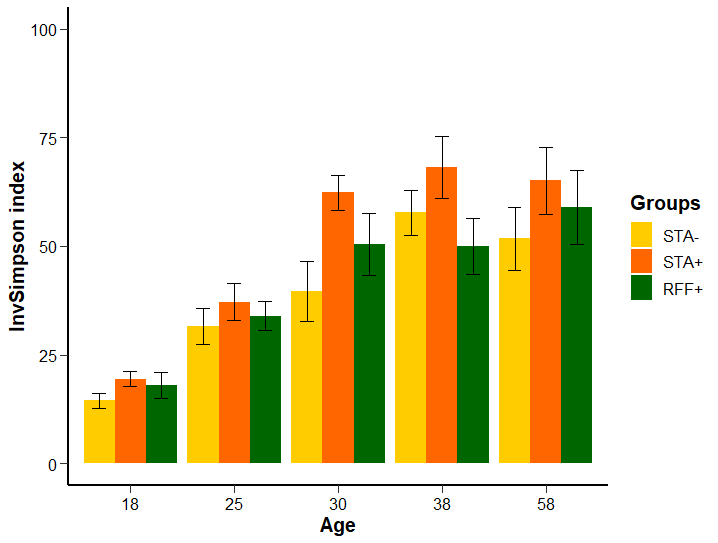 InvSimpson index
100
75
50
25
0
18 25 30 38 58
Age
Groups
STA-
STA+
RFF+